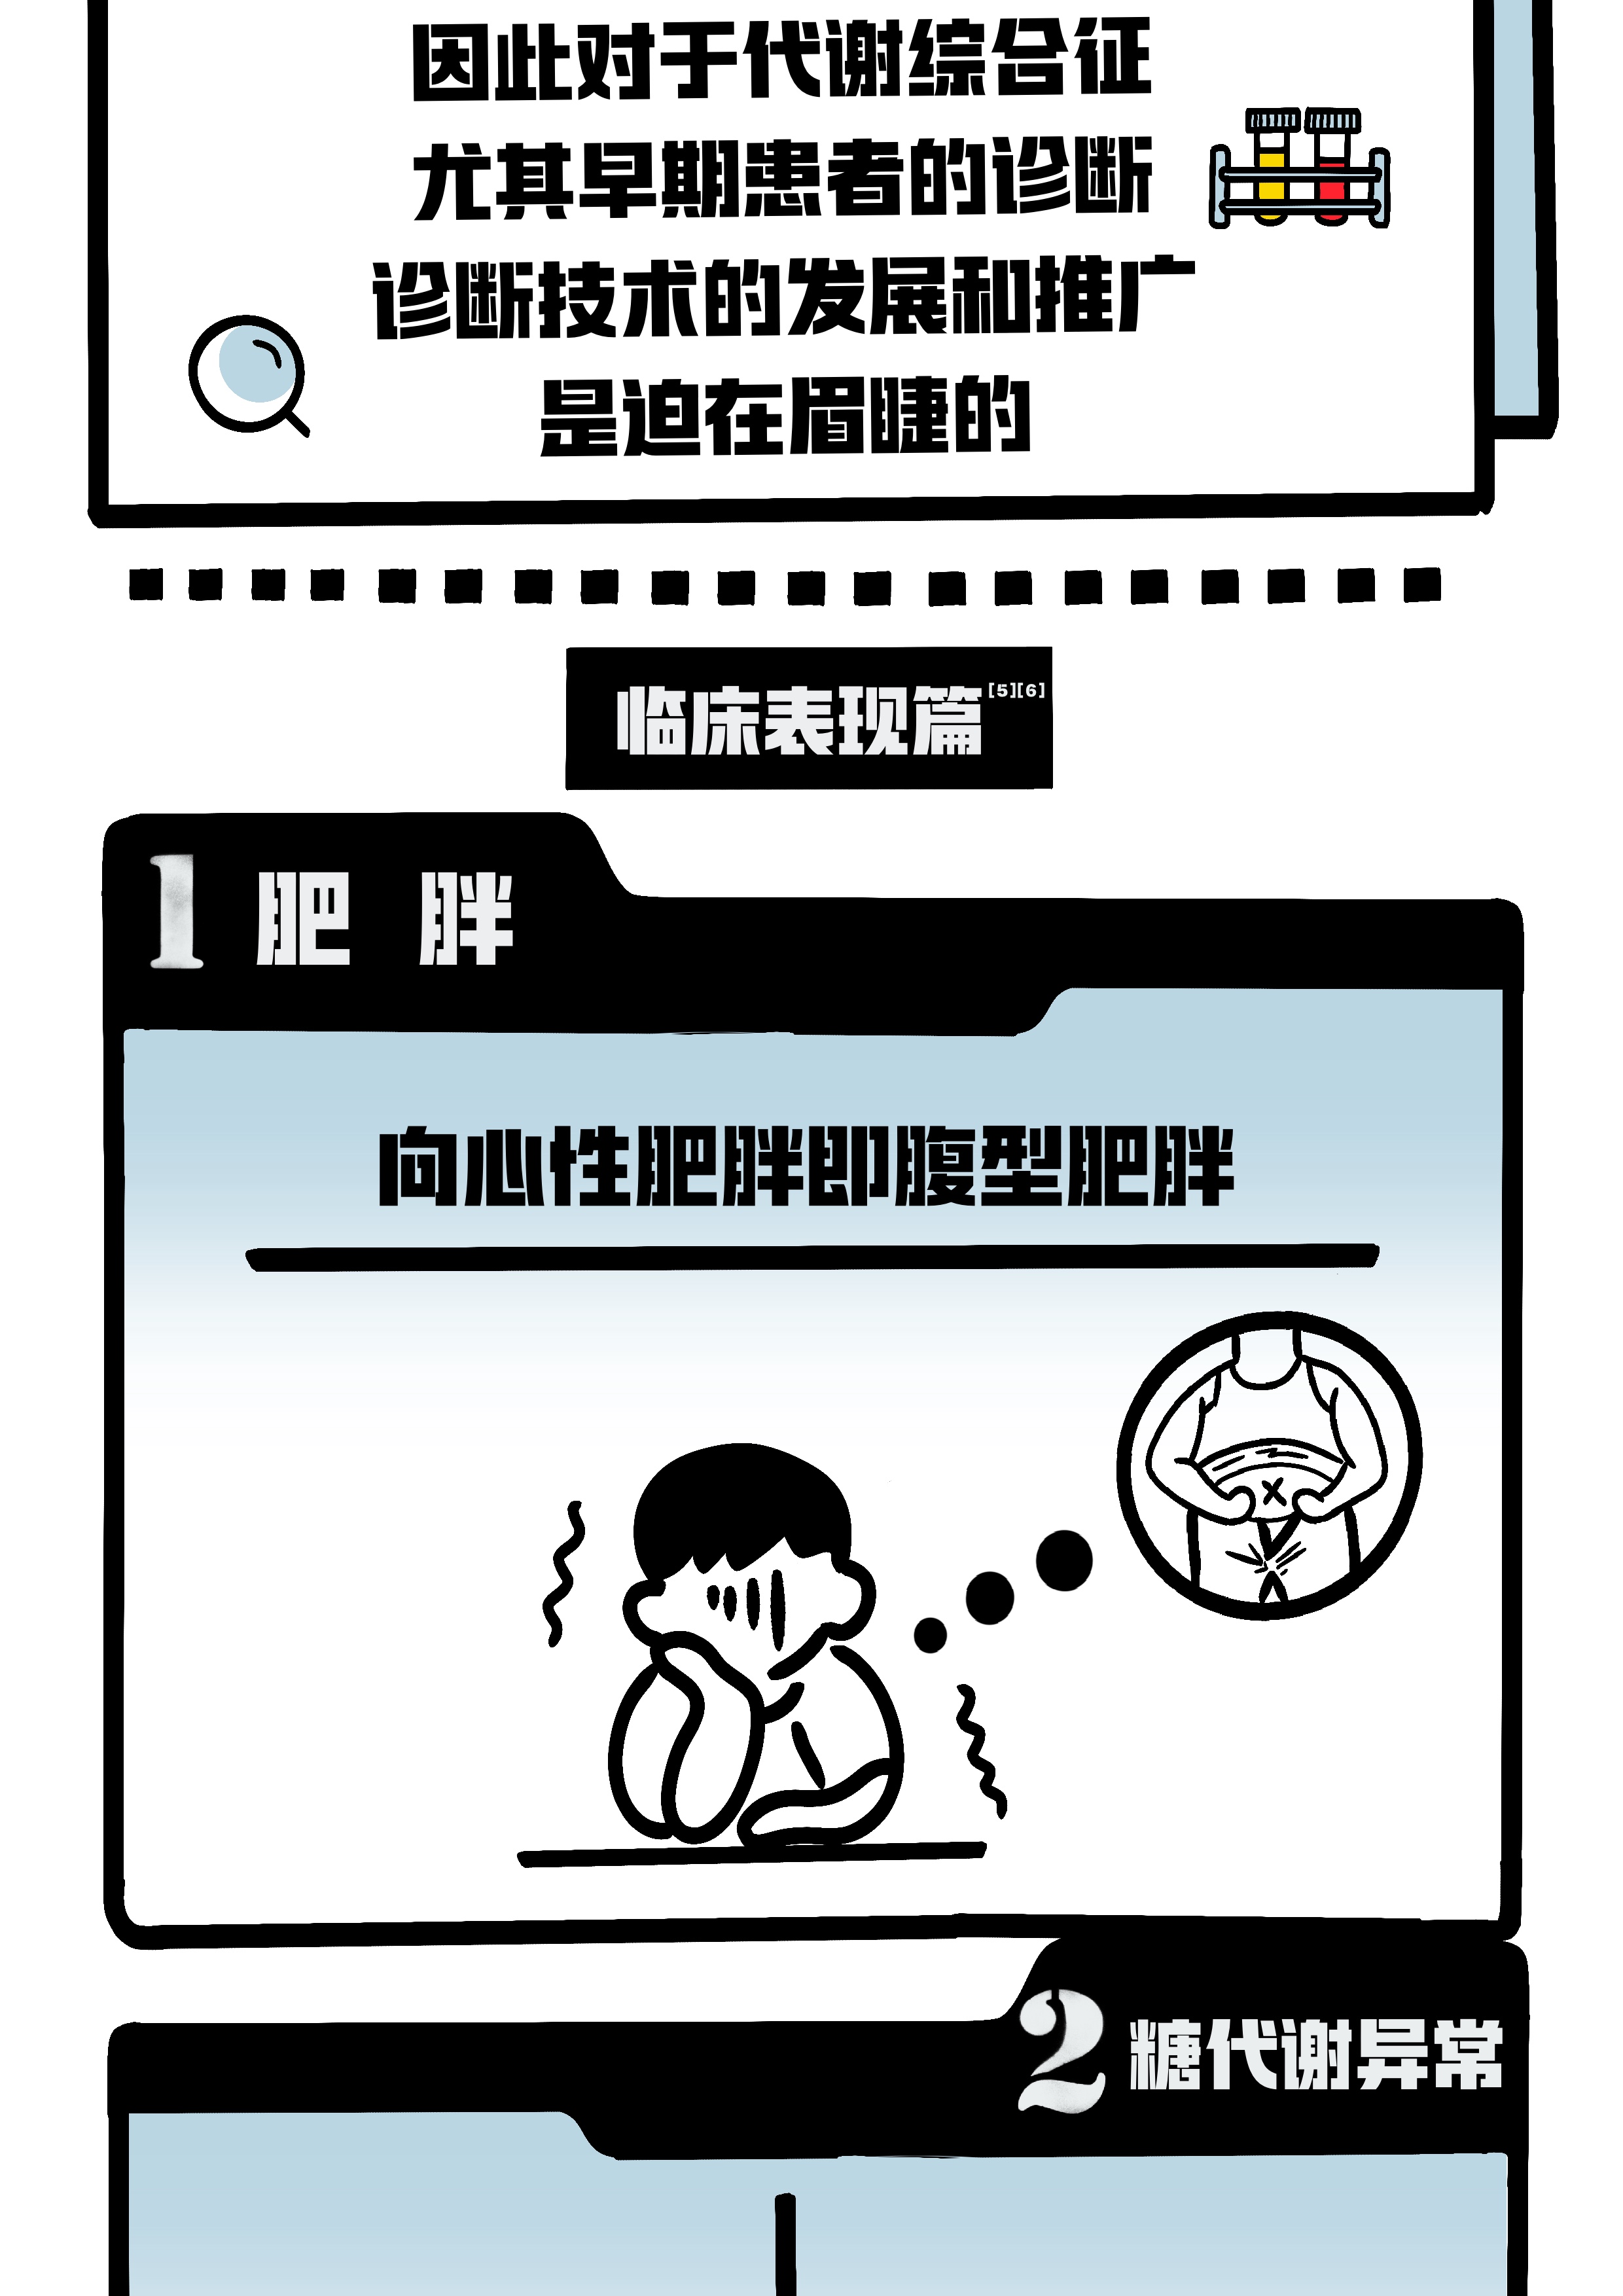 因此对于代谢综合征
尤其早期患者的诊断
诊断技术的发展和推广
是迫在眉睫的
临床表现篇[5][6]
1 肥 胖
向心性肥胖即腹型肥胖
2 糖代谢异常